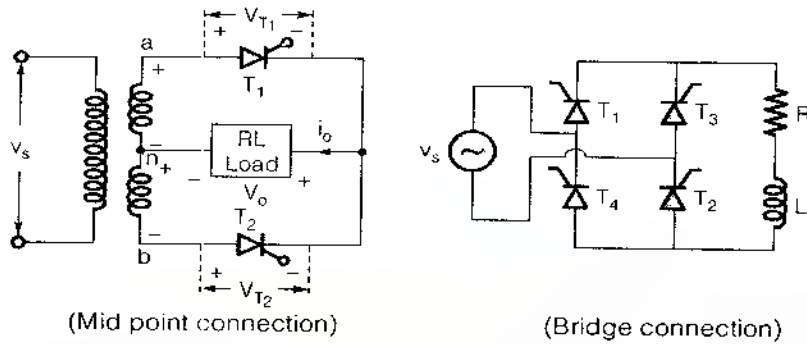 V_T1
+ −
a
+
T1
v_s
−
n
+
RL
Load
i_o
−
V_o
+
T2
−
b
+ −
V_T2
(Mid point connection)
T1
T3
R
v_s
T4
T2
L
(Bridge connection)